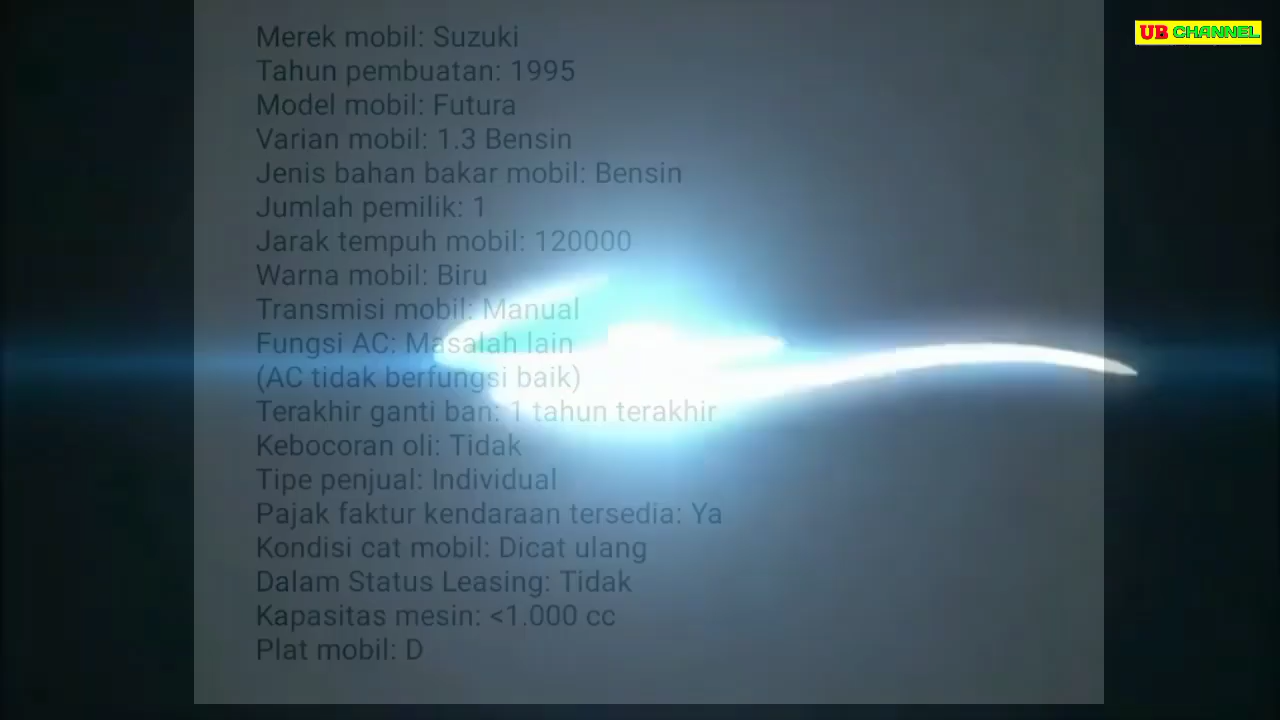 UB CHANNEL
Merek mobil: Suzuki
Tahun pembuatan: 1995
Model mobil: Futura
Varian mobil: 1.3 Bensin
Jenis bahan bakar mobil: Bensin
Jumlah pemilik: 1
Jarak tempuh mobil: 120000
Warna mobil: Biru
Transmisi mobil: Manual
Fungsi AC: Masalah lain
(AC tidak berfungsi baik)
Terakhir ganti ban: 1 tahun terakhir
Kebocoran oli: Tidak
Tipe penjual: Individual
Pajak faktur kendaraan tersedia: Ya
Kondisi cat mobil: Dicat ulang
Dalam Status Leasing: Tidak
Kapasitas mesin: <1.000 cc
Plat mobil: D